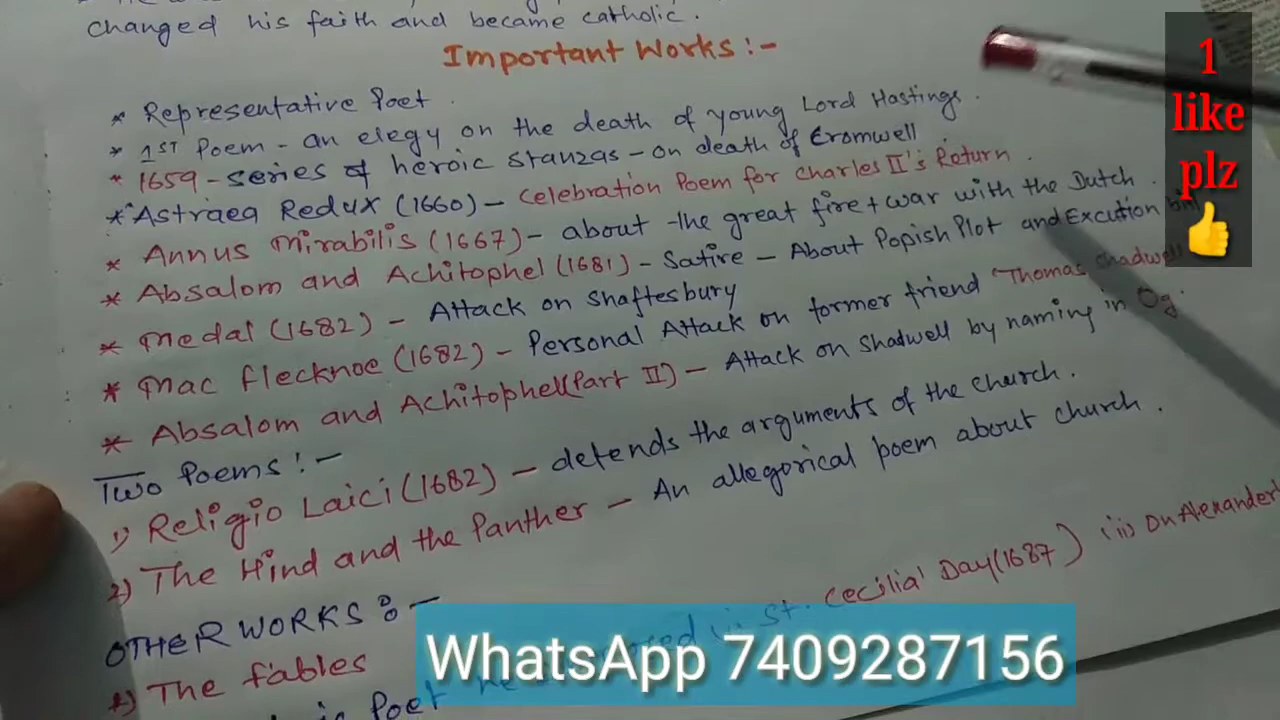 changed his faith and became catholic.
Important Works :-
* Representative Poet.
* 1ST Poem - an elegy on the death of young Lord Hastings.
* 1659 - series of heroic stanzas - on death of Cromwell
* Astraea Redux (1660) - Celebration Poem for Charles II's Return.
* Annus Mirabilis (1667) - about the great fire + war with the Dutch.
* Absalom and Achitophel (1681) - Satire - About Popish Plot and Excution bill
* Medal (1682) - Attack on Shaftesbury
* Mac Flecknoe (1682) - Personal Attack on former friend "Thomas Shadwell
* Absalom and Achitophel (Part II) - Attack on Shadwell by naming in Og.
Two Poems :-
1) Religio Laici (1682) - defends the arguments of the church.
2) The Hind and the Panther - An allegorical poem about church.
OTHER WORKS :-
1) The fables
Poet he St. Cecilia' Day (1687) (ii) On Alexander
1
like
plz
👍
WhatsApp 7409287156